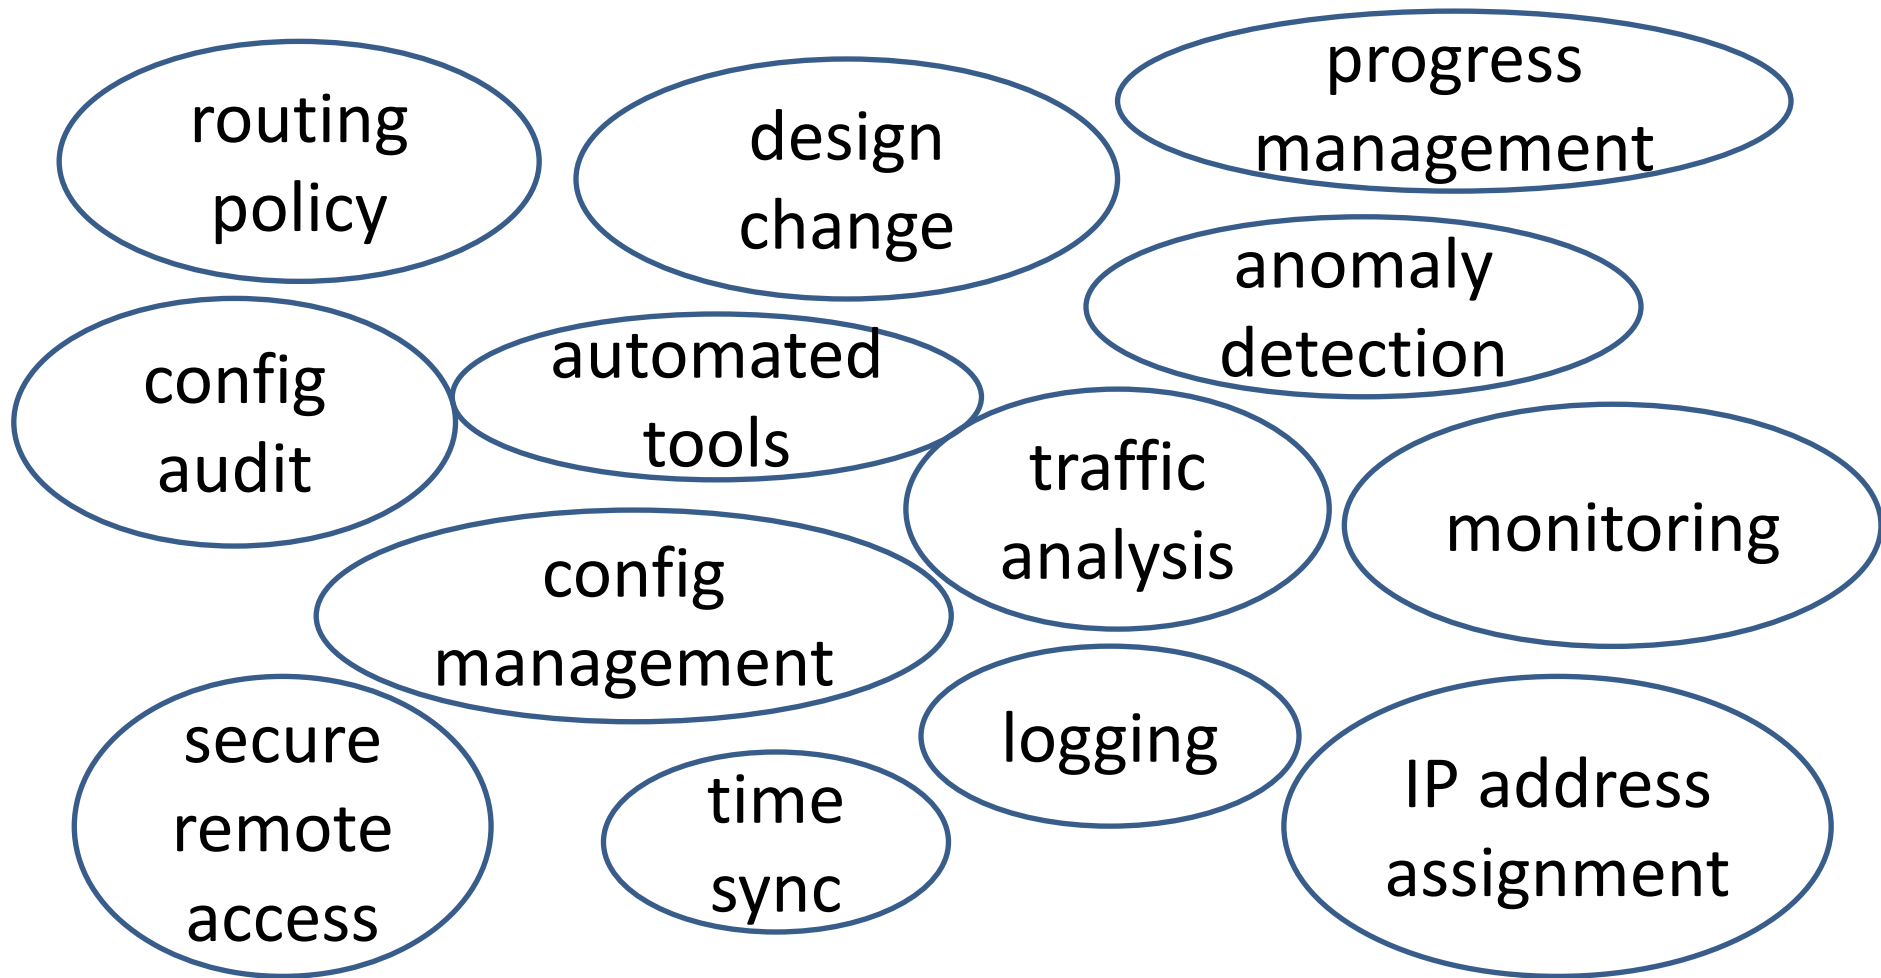 routing
policy
design
change
progress
management
anomaly
detection
config
audit
automated
tools
traffic
analysis
monitoring
config
management
secure
remote
access
time
sync
logging
IP address
assignment